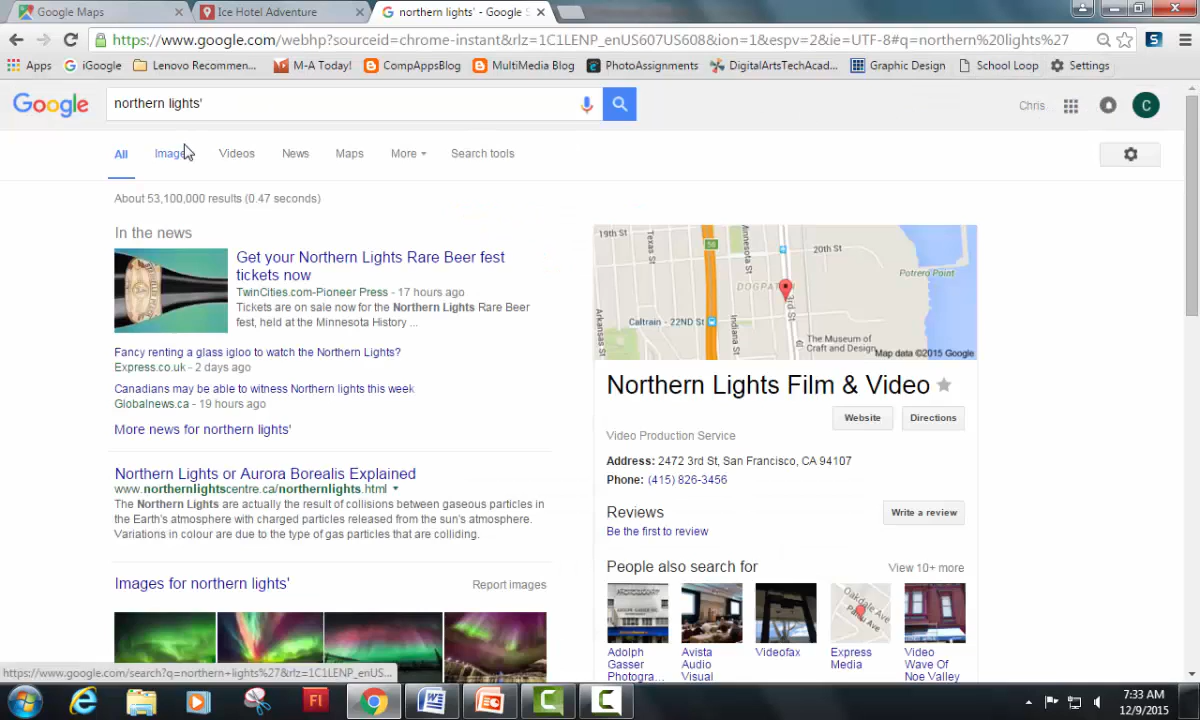 Google Maps
Ice Hotel Adventure
northern lights' - Google S
https://www.google.com/webhp?sourceid=chrome-instant&rlz=1C1LENP_enUS607US608&ion=1&espv=2&ie=UTF-8#q=northern%20lights%27
Apps iGoogle Lenovo Recommen... M-A Today! CompAppsBlog MultiMedia Blog PhotoAssignments DigitalArtsTechAcad... Graphic Design School Loop Settings
Google northern lights' Chris C
All Image Videos News Maps More Search tools
About 53,100,000 results (0.47 seconds)
In the news
Get your Northern Lights Rare Beer fest
tickets now
TwinCities.com-Pioneer Press - 17 hours ago
Tickets are on sale now for the Northern Lights Rare Beer
fest, held at the Minnesota History ...
Fancy renting a glass igloo to watch the Northern Lights?
Express.co.uk - 2 days ago
Canadians may be able to witness Northern lights this week
Globalnews.ca - 19 hours ago
More news for northern lights'
Northern Lights or Aurora Borealis Explained
www.northernlightscentre.ca/northernlights.html
The Northern Lights are actually the result of collisions between gaseous particles in
the Earth's atmosphere with charged particles released from the sun's atmosphere.
Variations in colour are due to the type of gas particles that are colliding.
Images for northern lights' Report images
https://www.google.com/search?q=northern+lights%27&rlz=1C1LENP_enUS...
19th St
Texas St
Minnesota St
20th St
DOGPAT
3rd St
Potrero Point
Caltrain - 22ND St
Indiana St
Arkansas St
The Museum of
Craft and Design
Map data ©2015 Google
Northern Lights Film & Video
Website Directions
Video Production Service
Address: 2472 3rd St, San Francisco, CA 94107
Phone: (415) 826-3456
Reviews Write a review
Be the first to review
People also search for View 10+ more
Adolph
Gasser
Photogra...
Avista
Audio
Visual
Videofax
Express
Media
Video
Wave Of
Noe Valley
7:33 AM
12/9/2015